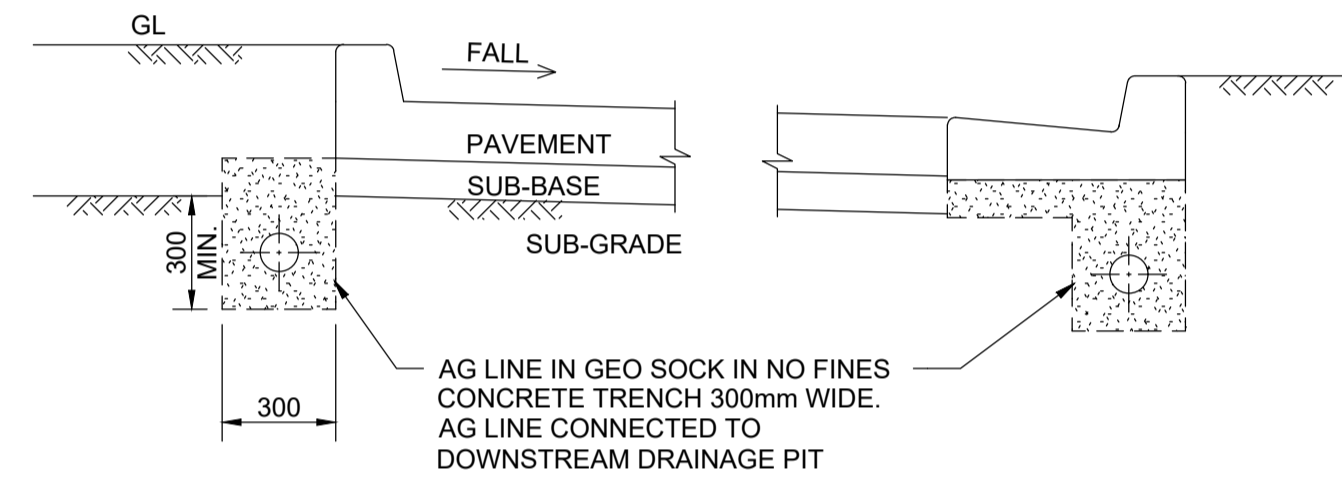 GL
FALL
PAVEMENT
SUB-BASE
SUB-GRADE
300
MIN.
300
AG LINE IN GEO SOCK IN NO FINES
CONCRETE TRENCH 300mm WIDE.
AG LINE CONNECTED TO
DOWNSTREAM DRAINAGE PIT